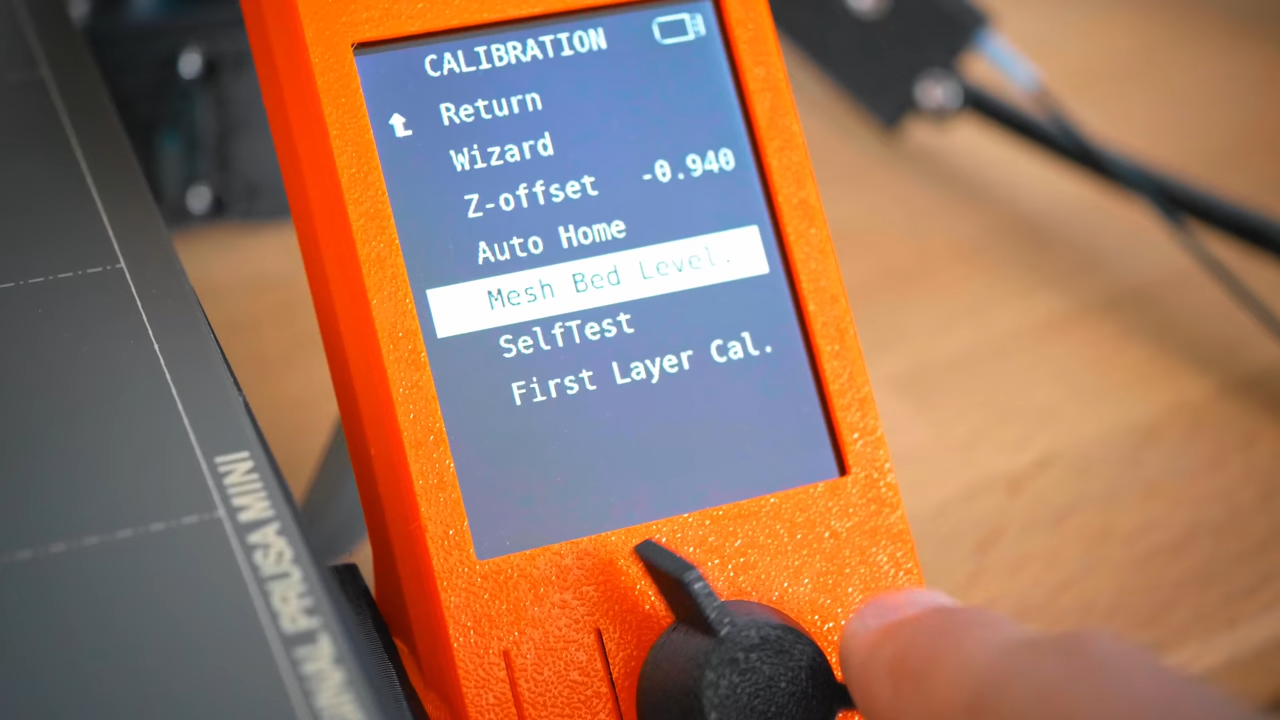 CALIBRATION
Return
Wizard
Z-offset -0.940
Auto Home
Mesh Bed Level.
SelfTest
First Layer Cal.
PRUSA MINI